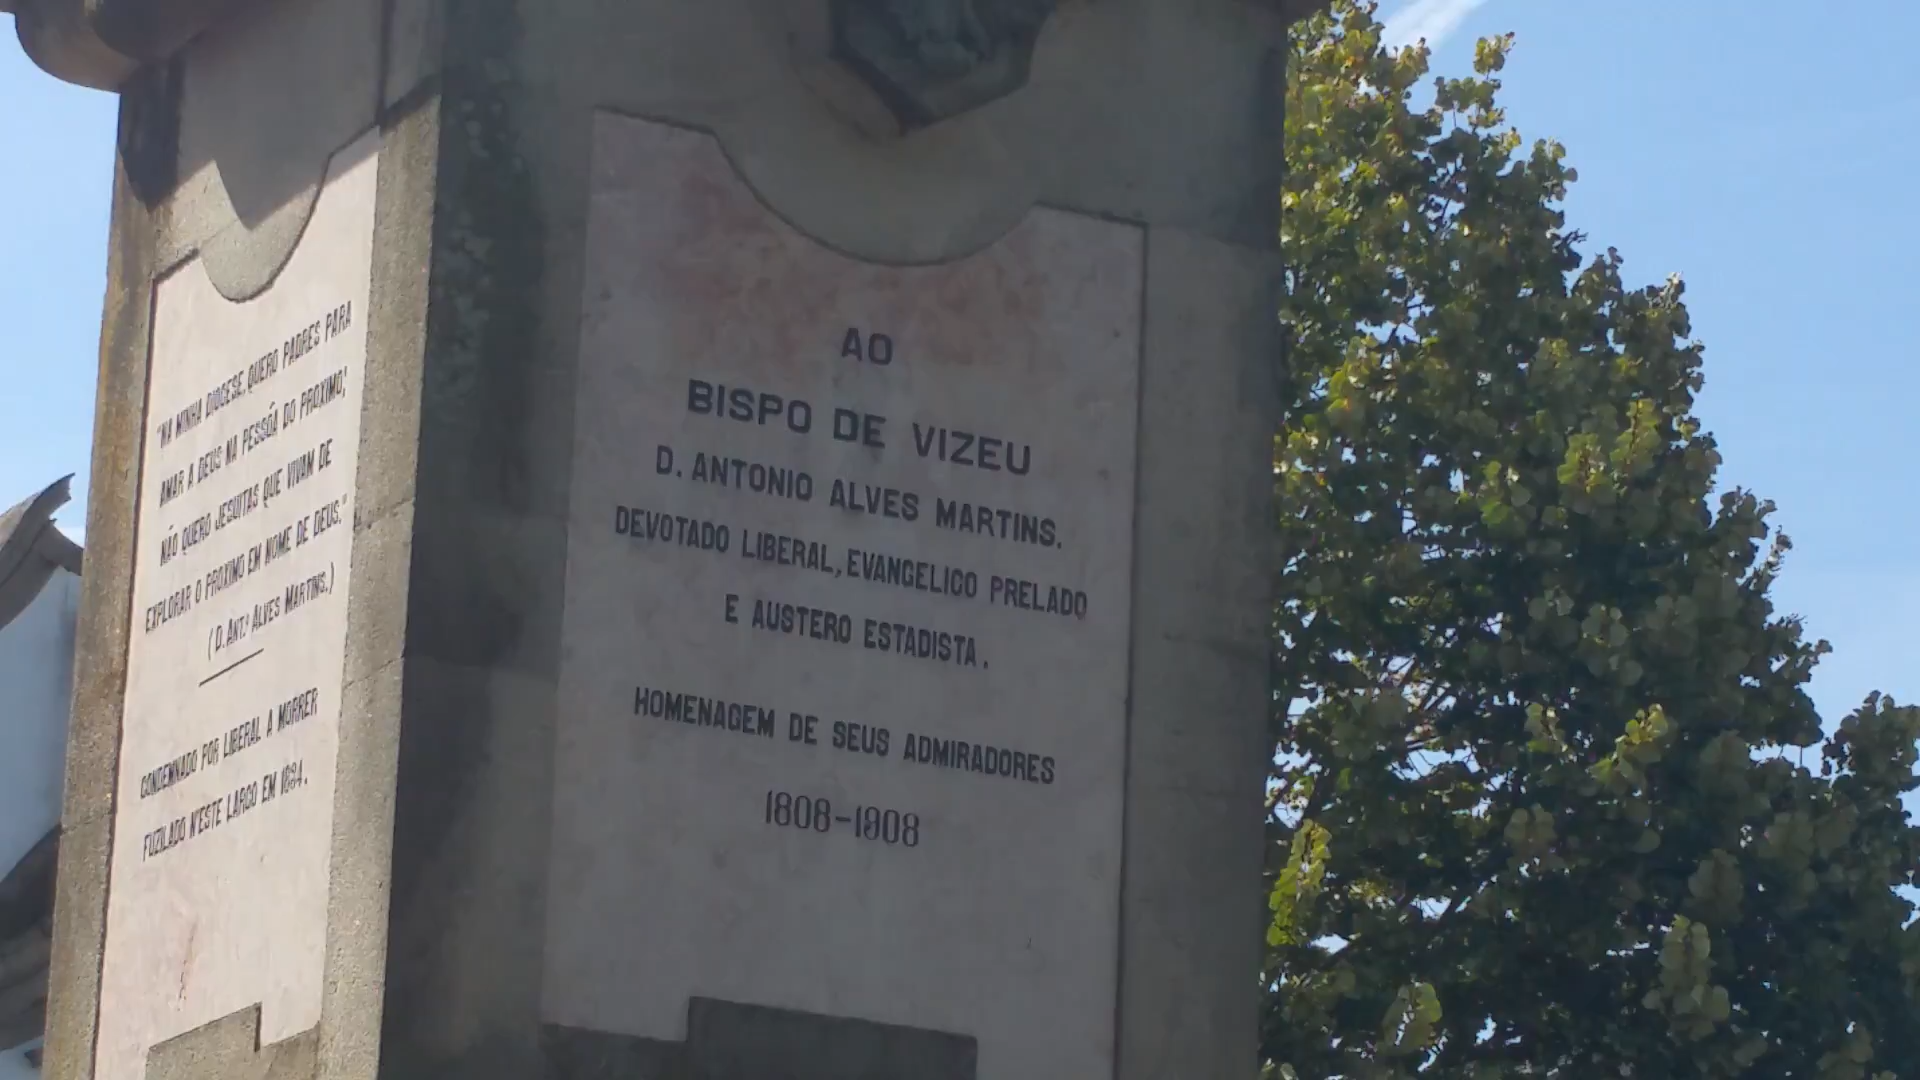 "NA MINHA DIOCESE, QUERO PADRES PARA
AMAR A DEUS NA PESSÔA DO PROXIMO;
NÃO QUERO JESUITAS QUE VIVAM DE
EXPLORAR O PROXIMO EM NOME DE DEUS."
(D. ANT.º ALVES MARTINS.)
CONDEMNADO POR LIBERAL A MORRER
FUZILADO N'ESTE LARGO EM 1834.
AO
BISPO DE VIZEU
D. ANTONIO ALVES MARTINS.
DEVOTADO LIBERAL, EVANGELICO PRELADO
E AUSTERO ESTADISTA.
HOMENAGEM DE SEUS ADMIRADORES
1808-1908